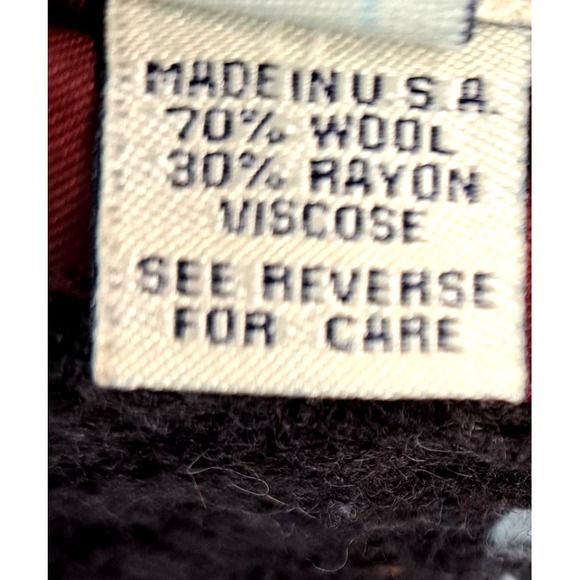 MADE IN U.S.A.
70% WOOL
30% RAYON
VISCOSE
SEE REVERSE
FOR CARE